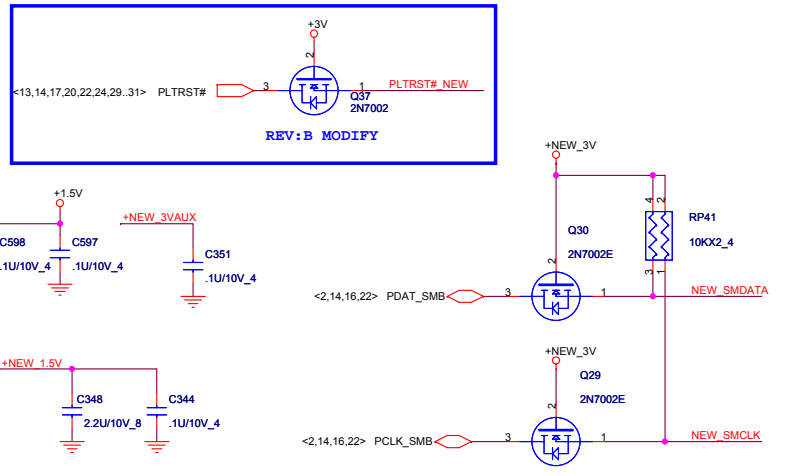 +3V
2
<13,14,17,20,22,24,29..31> PLTRST# 3 1 PLTRST#_NEW
Q37
2N7002
REV:B MODIFY
+NEW_3V
+1.5V
+NEW_3VAUX
4 2
RP41
10KX2_4
3 1
Q30
2N7002E
2
C598
.1U/10V_4
C597
.1U/10V_4
C351
.1U/10V_4
<2,14,16,22> PDAT_SMB 3 1 NEW_SMDATA
+NEW_3V
+NEW_1.5V
Q29
2N7002E
2
C348
2.2U/10V_8
C344
.1U/10V_4
<2,14,16,22> PCLK_SMB 3 1 NEW_SMCLK